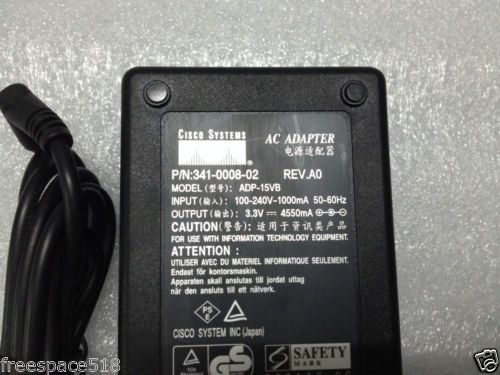 CISCO SYSTEMS
AC ADAPTER
电源适配器
P/N:341-0008-02 REV.A0
MODEL(型号): ADP-15VB
INPUT(输入): 100-240V~1000mA 50-60Hz
OUTPUT(输出): 3.3V⎓ 4550mA
CAUTION(警告): 适用于资讯类产品
FOR USE WITH INFORMATION TECHNOLOGY EQUIPMENT.
ATTENTION :
UTILISER AVEC DU MATERIEL INFORMATIQUE SEULEMENT.
Endast för kontorsmaskin.
Apparaten skall anslutas till jordat uttag
när den ansluts till ett nätverk.
PS
E
CISCO SYSTEM INC (Japan)
TÜV
GS
S
SAFETY
MARK
freespace518